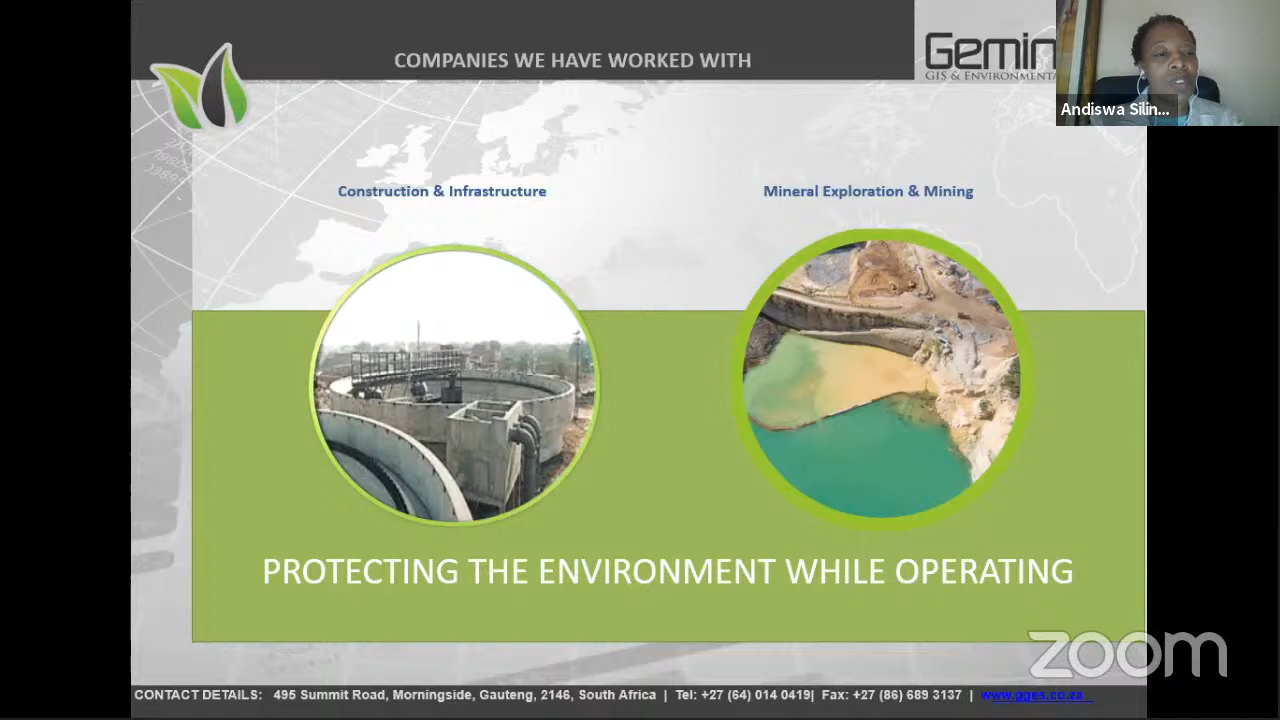 COMPANIES WE HAVE WORKED WITH
Gemin
GIS & ENVIRONMENTA
Andiswa Silin...
Construction & Infrastructure
Mineral Exploration & Mining
PROTECTING THE ENVIRONMENT WHILE OPERATING
zoom
CONTACT DETAILS: 495 Summit Road, Morningside, Gauteng, 2146, South Africa | Tel: +27 (64) 014 0419| Fax: +27 (86) 689 3137 | www.gges.co.za